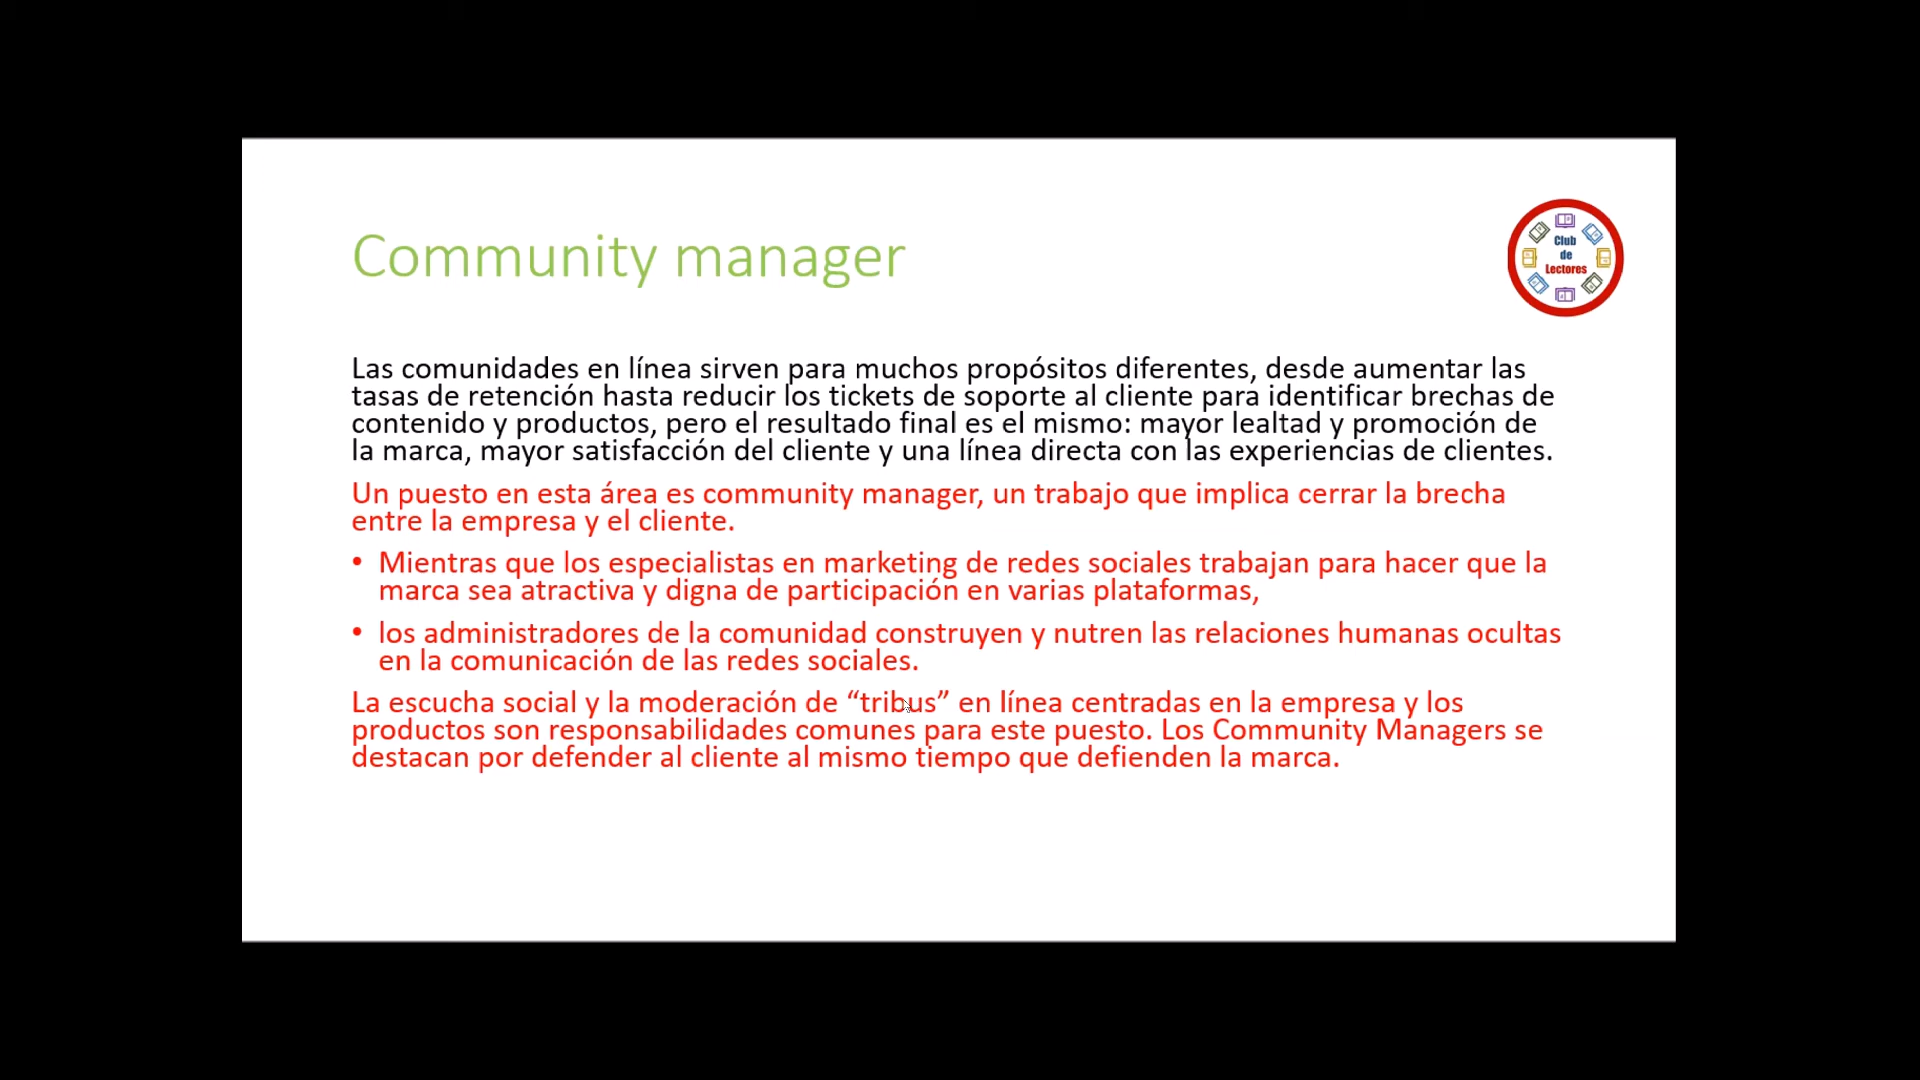 Community manager
Club
de
Lectores
Las comunidades en línea sirven para muchos propósitos diferentes, desde aumentar las
tasas de retención hasta reducir los tickets de soporte al cliente para identificar brechas de
contenido y productos, pero el resultado final es el mismo: mayor lealtad y promoción de
la marca, mayor satisfacción del cliente y una línea directa con las experiencias de clientes.
Un puesto en esta área es community manager, un trabajo que implica cerrar la brecha
entre la empresa y el cliente.
• Mientras que los especialistas en marketing de redes sociales trabajan para hacer que la
marca sea atractiva y digna de participación en varias plataformas,
• los administradores de la comunidad construyen y nutren las relaciones humanas ocultas
en la comunicación de las redes sociales.
La escucha social y la moderación de “tribus” en línea centradas en la empresa y los
productos son responsabilidades comunes para este puesto. Los Community Managers se
destacan por defender al cliente al mismo tiempo que defienden la marca.